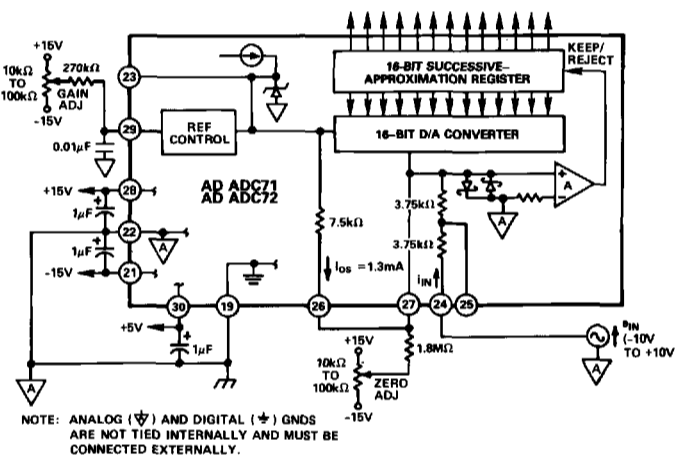 +15V
10kΩ
TO
100kΩ
270kΩ
GAIN
ADJ
-15V
0.01μF
23
29
REF
CONTROL
16-BIT SUCCESSIVE-
APPROXIMATION REGISTER
KEEP/
REJECT
16-BIT D/A CONVERTER
AD ADC71
AD ADC72
+15V
28
1μF
22
A
1μF
-15V
21
7.5kΩ
IOS = 1.3mA
3.75kΩ
3.75kΩ
iIN
+
A
-
A
30
19
26
27
24
25
+5V
1μF
A
+15V
10kΩ
TO
100kΩ
ZERO
ADJ
-15V
1.8MΩ
eIN
(-10V
TO +10V
A
NOTE: ANALOG ( A ) AND DIGITAL ( ⏚ ) GNDS
ARE NOT TIED INTERNALLY AND MUST BE
CONNECTED EXTERNALLY.